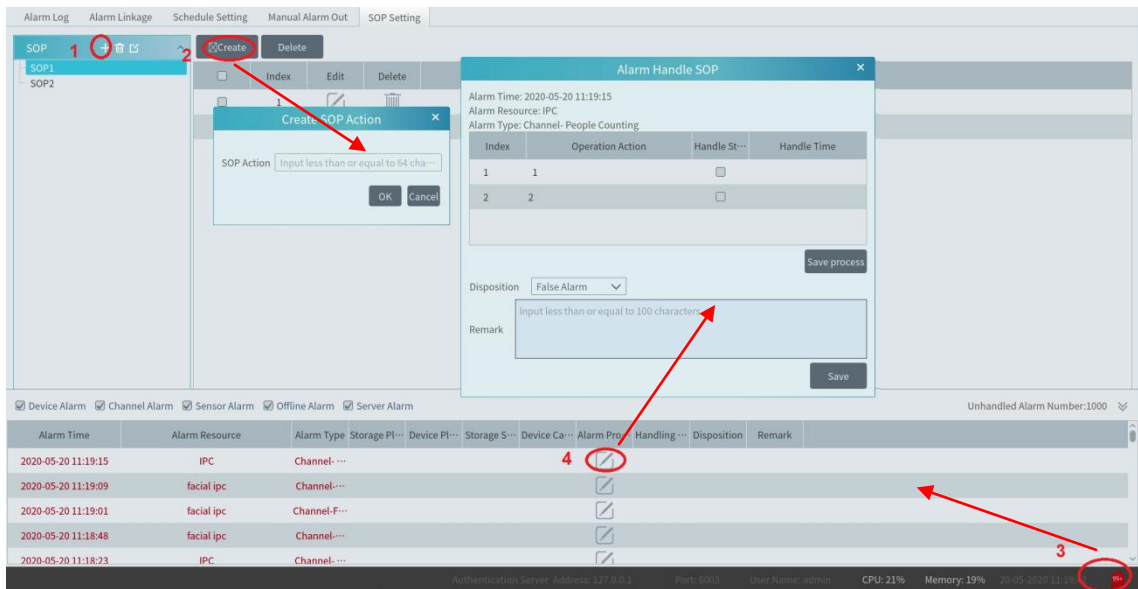 Alarm Log Alarm Linkage Schedule Setting Manual Alarm Out SOP Setting
SOP 1
2 Create Delete
SOP1
SOP2
Index Edit Delete
1
Create SOP Action ×
SOP Action Input less than or equal to 64 cha···
OK Cancel
Alarm Handle SOP ×
Alarm Time: 2020-05-20 11:19:15
Alarm Resource: IPC
Alarm Type: Channel- People Counting
Index Operation Action Handle St··· Handle Time
1 1
2 2
Save process
Disposition False Alarm
Remark Input less than or equal to 100 characters
Save
Device Alarm Channel Alarm Sensor Alarm Offline Alarm Server Alarm Unhandled Alarm Number:1000
Alarm Time Alarm Resource Alarm Type Storage Pl··· Device Pl··· Storage S··· Device Ca··· Alarm Pro··· Handling ··· Disposition Remark
2020-05-20 11:19:15 IPC Channel- ··· 4
2020-05-20 11:19:09 facial ipc Channel-···
2020-05-20 11:19:01 facial ipc Channel-F···
2020-05-20 11:18:48 facial ipc Channel-···
2020-05-20 11:18:23 IPC Channel- ···
3
Authentication Server Address: 127.0.0.1 Port: 6003 User Name: admin CPU: 21% Memory: 19% 20-05-2020 11:19: 99+